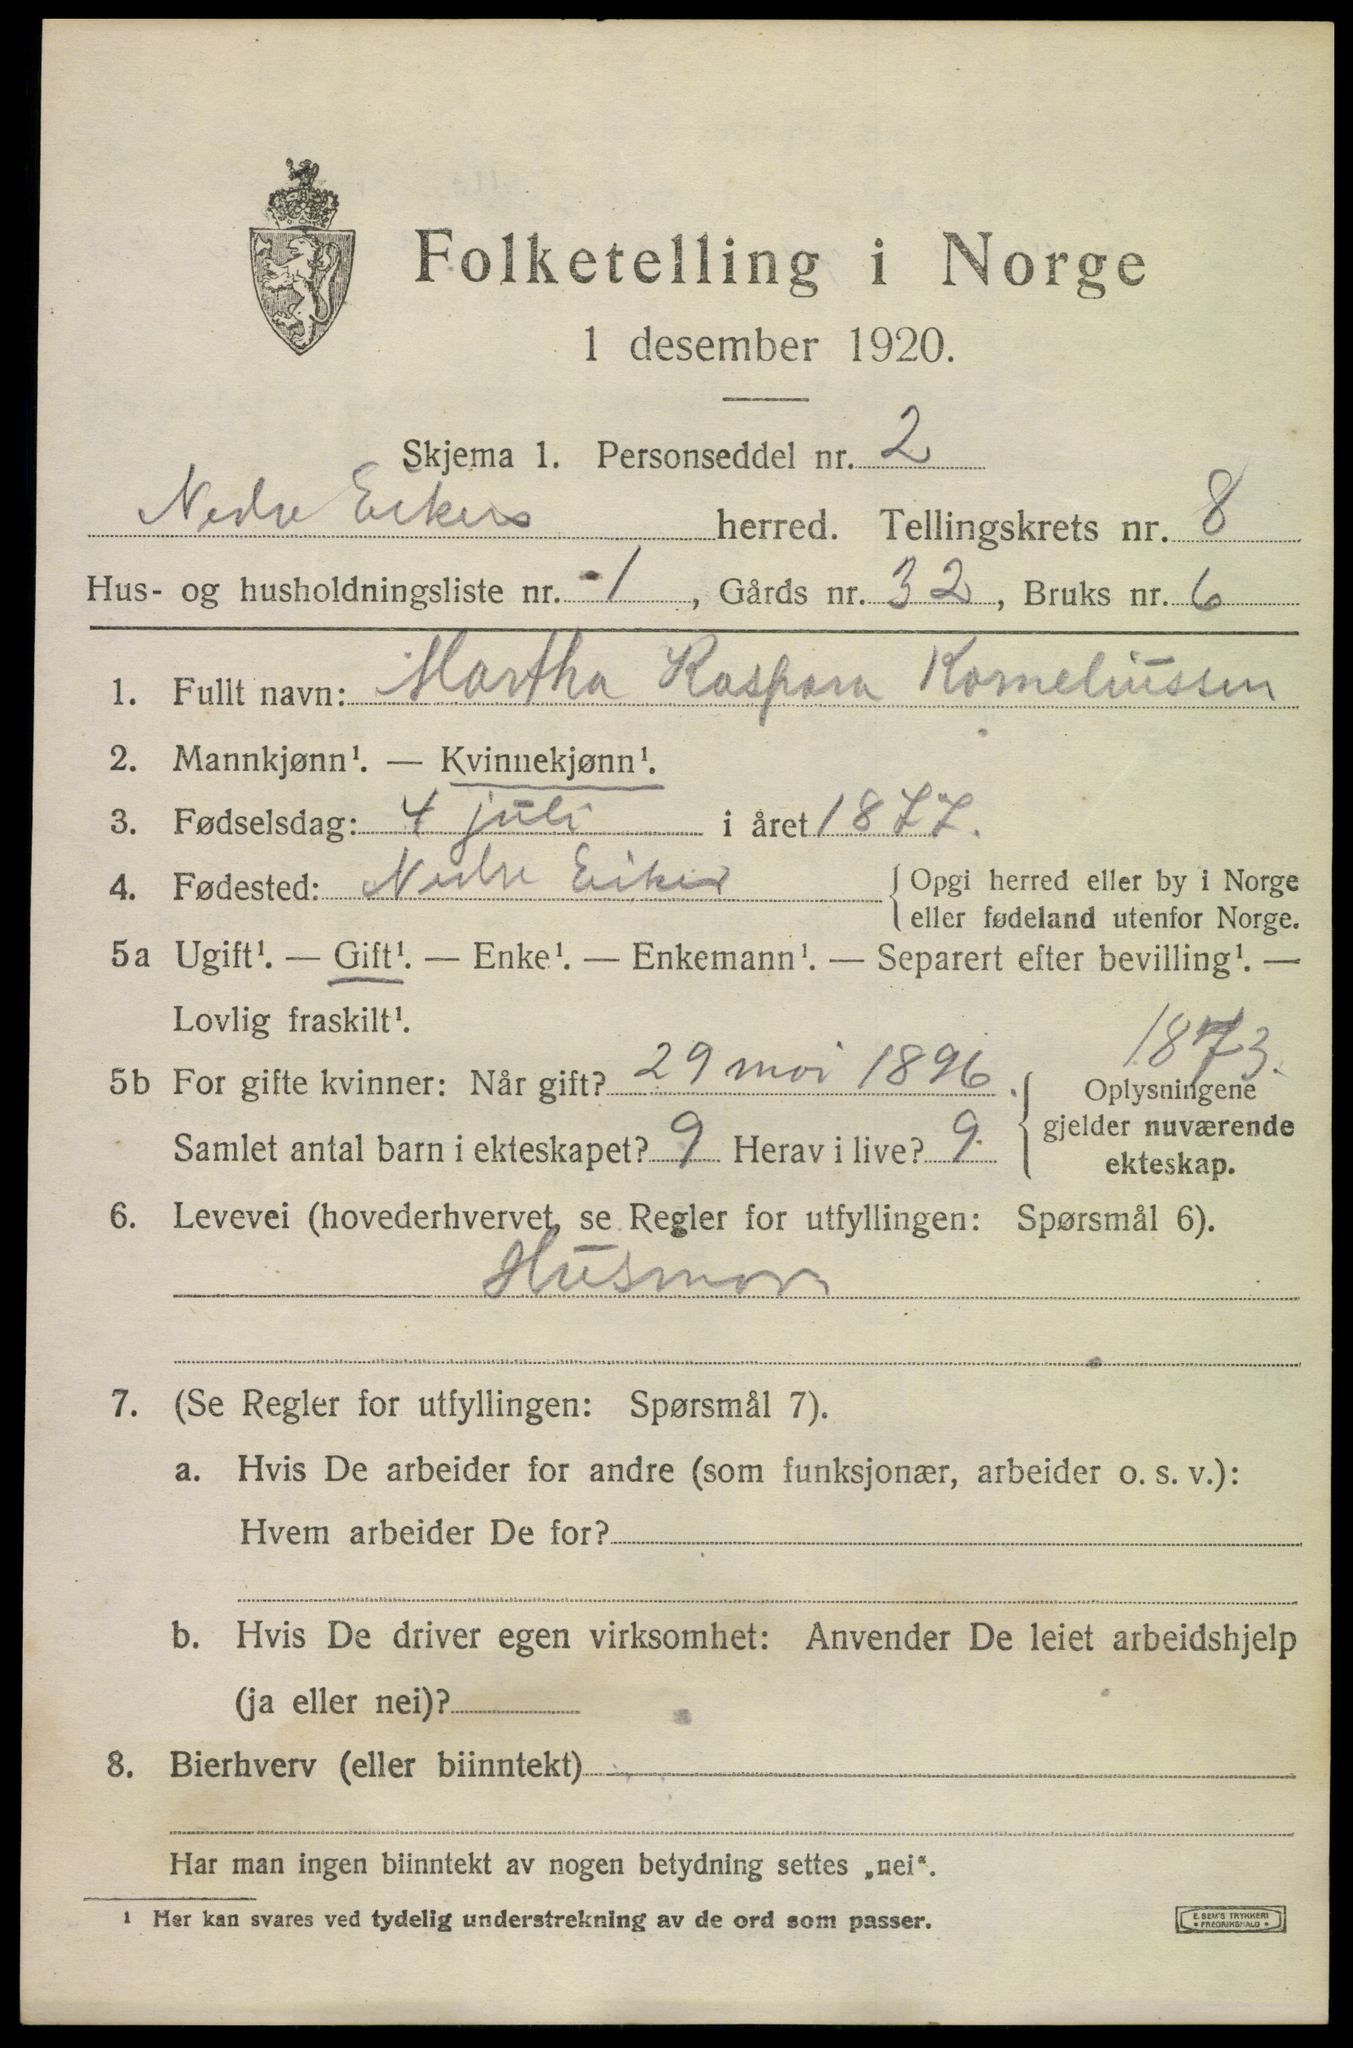 Folketelling i Norge
1 desember 1920.
Skjema 1. Personseddel nr. 2
Nedre Eikers herred. Tellingskrets nr. 8
Hus- og husholdningsliste nr. 1, Gårds nr. 32, Bruks nr. 6
1. Fullt navn: Martha Kaspara Korneliussen
2. Mannkjønn¹. — Kvinnekjønn¹.
3. Fødselsdag: 4 juli i året 1877.
4. Fødested: Nedre Eiker {Opgi herred eller by i Norge
eller fødeland utenfor Norge.
5a Ugift¹. — Gift¹. — Enke¹. — Enkemann¹. — Separert efter bevilling¹. —
Lovlig fraskilt¹.
1873.
5b For gifte kvinner: Når gift? 29 mai 1896. {Oplysningene
gjelder nuværende
Samlet antal barn i ekteskapet? 9 Herav i live? 9.
ekteskap.
6. Levevei (hovederhvervet, se Regler for utfyllingen: Spørsmål 6).
Husmor
7. (Se Regler for utfyllingen: Spørsmål 7).
a. Hvis De arbeider for andre (som funksjonær, arbeider o. s. v.):
Hvem arbeider De for?
b. Hvis De driver egen virksomhet: Anvender De leiet arbeidshjelp
(ja eller nei)?
8. Bierhverv (eller biinntekt)
Har man ingen biinntekt av nogen betydning settes „nei“.
¹ Her kan svares ved tydelig understrekning av de ord som passer.
E. SEM'S TRYKKERI
• FREDRIKSHALD •